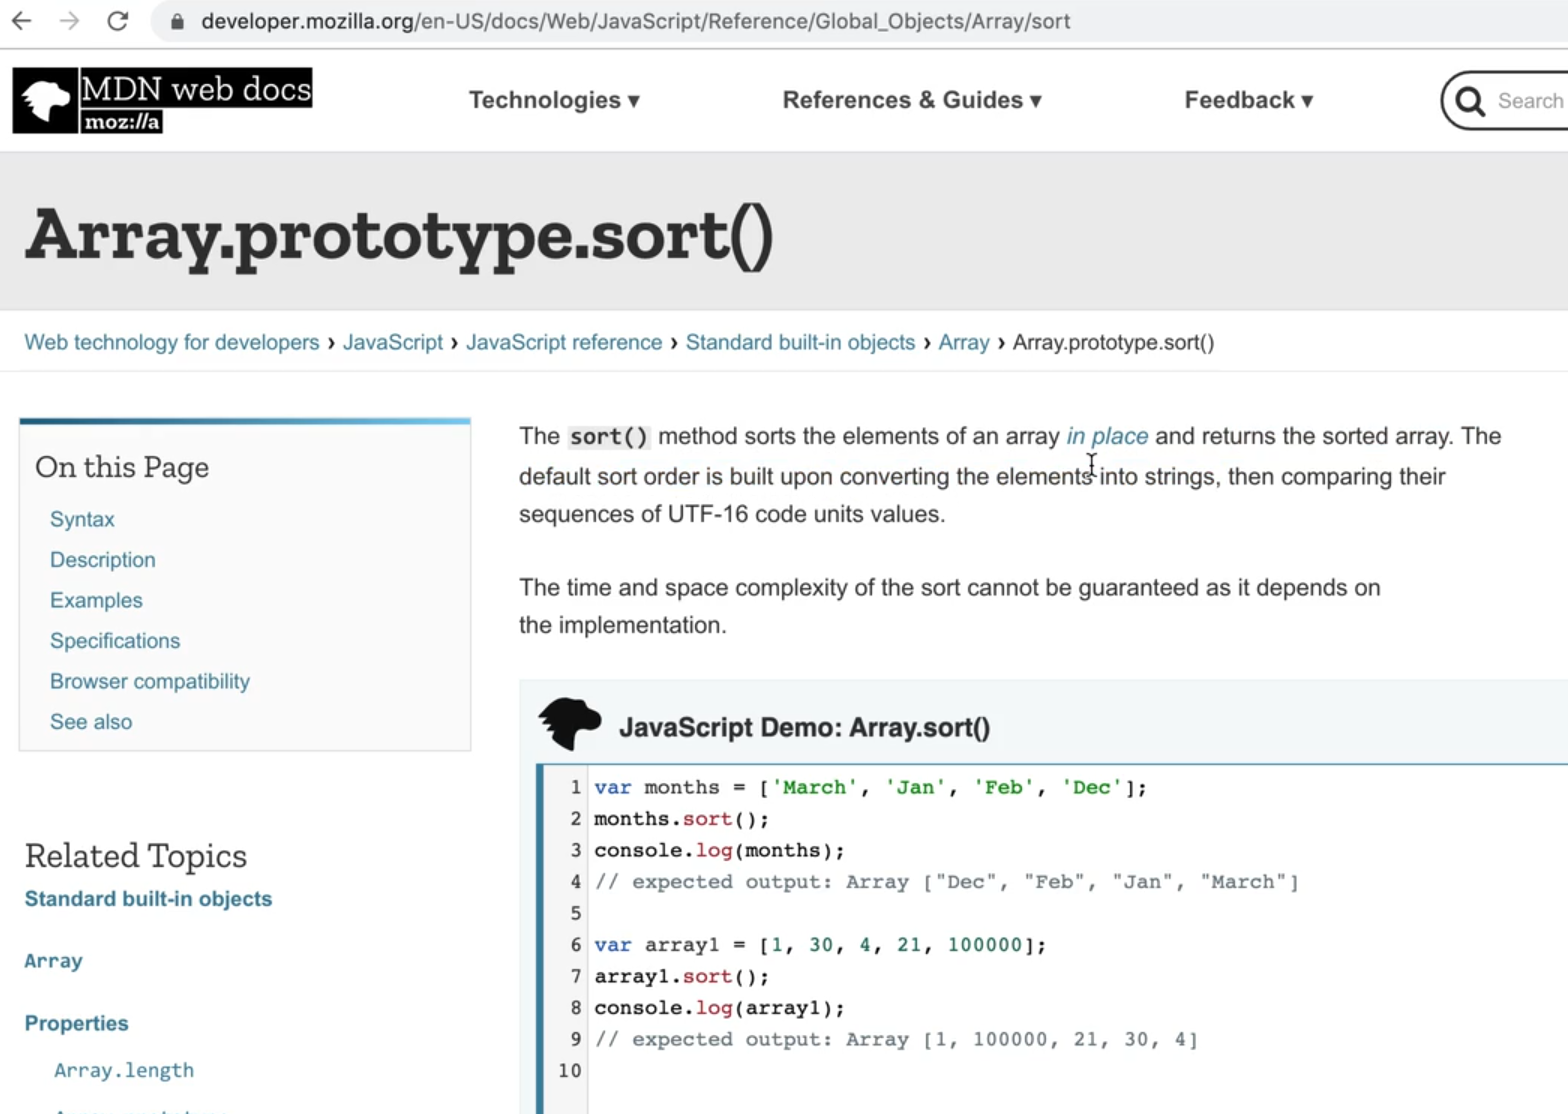 developer.mozilla.org/en-US/docs/Web/JavaScript/Reference/Global_Objects/Array/sort
MDN web docs
moz://a
Technologies ▾
References & Guides ▾
Feedback ▾
Search
Array.prototype.sort()
Web technology for developers › JavaScript › JavaScript reference › Standard built-in objects › Array › Array.prototype.sort()
On this Page
Syntax
Description
Examples
Specifications
Browser compatibility
See also
Related Topics
Standard built-in objects
Array
Properties
Array.length
The sort() method sorts the elements of an array in place and returns the sorted array. The
default sort order is built upon converting the elements into strings, then comparing their
sequences of UTF-16 code units values.
The time and space complexity of the sort cannot be guaranteed as it depends on
the implementation.
JavaScript Demo: Array.sort()
1 var months = ['March', 'Jan', 'Feb', 'Dec'];
2 months.sort();
3 console.log(months);
4 // expected output: Array ["Dec", "Feb", "Jan", "March"]
5
6 var array1 = [1, 30, 4, 21, 100000];
7 array1.sort();
8 console.log(array1);
9 // expected output: Array [1, 100000, 21, 30, 4]
10